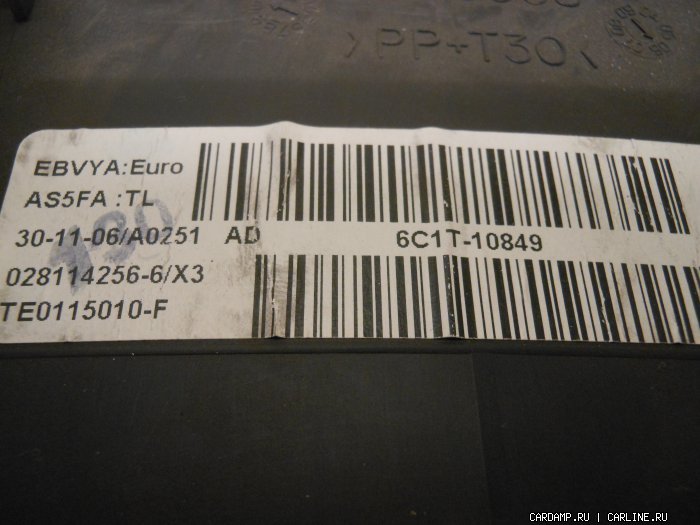 >PP+T30<
EBVYA:Euro
AS5FA :TL
30-11-06/A0251 AD 6C1T-10849
028114256-6/X3
TE0115010-F
CARDAMP.RU | CARLINE.RU